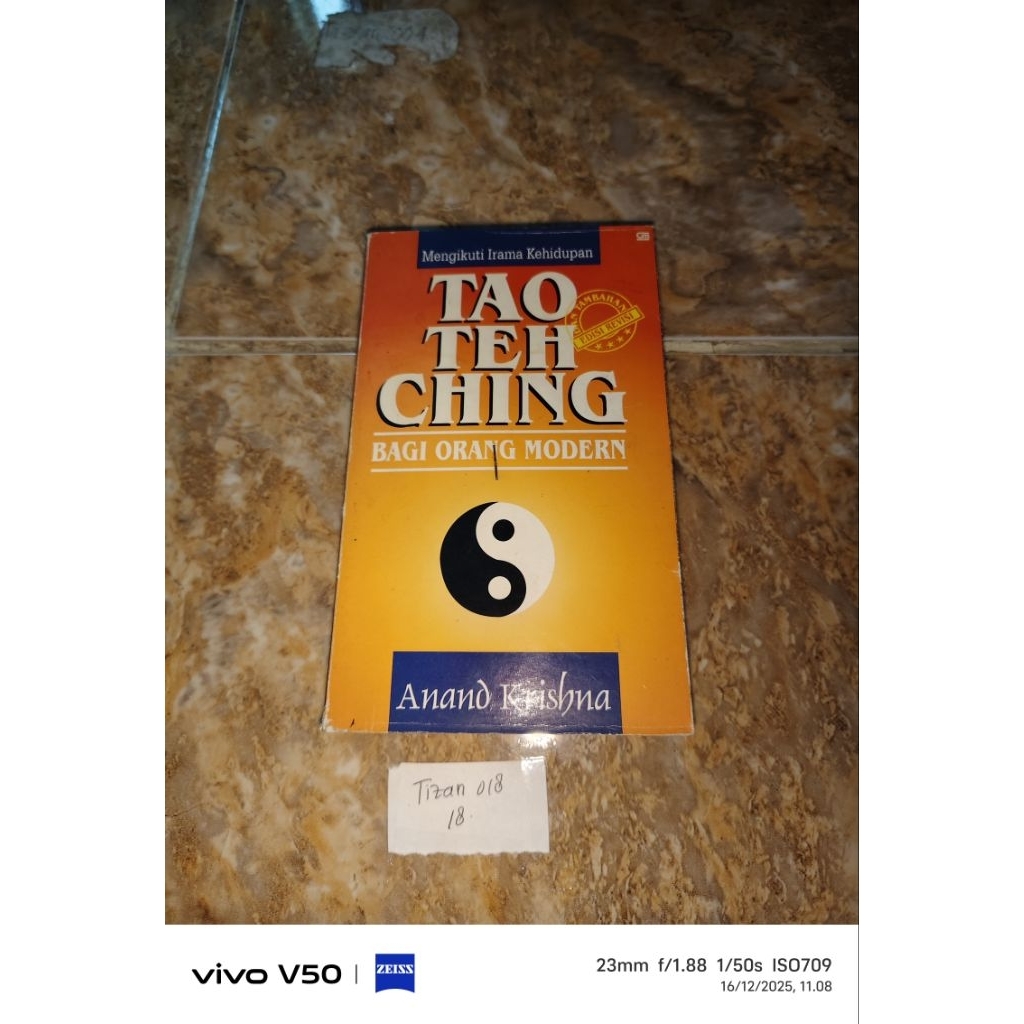 Mengikuti Irama Kehidupan
TAO
TEH
CHING
TAMBAHAN
EDISI REVISI
BAGI ORANG MODERN
Anand Krishna
Tizan 018
18.
vivo V50 | ZEISS
23mm f/1.88 1/50s ISO709
16/12/2025, 11.08